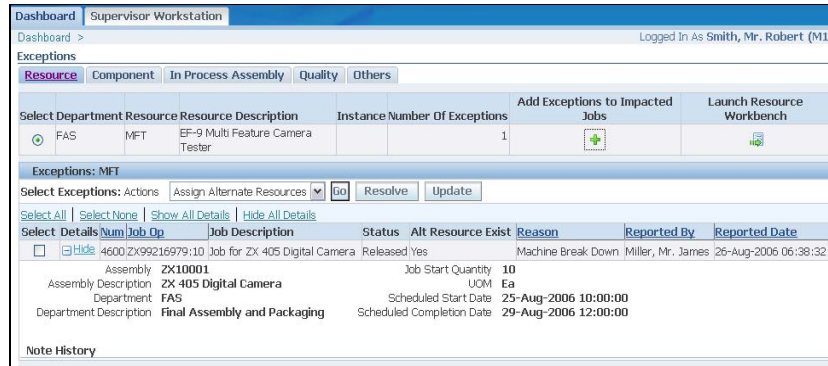 Dashboard Supervisor Workstation
Dashboard > Logged In As Smith, Mr. Robert (M1
Exceptions
Resource Component In Process Assembly Quality Others
Select Department Resource Resource Description Instance Number Of Exceptions Add Exceptions to Impacted Jobs Launch Resource Workbench
FAS MFT EF-9 Multi Feature Camera Tester 1
Exceptions: MFT
Select Exceptions: Actions Assign Alternate Resources Go Resolve Update
Select All | Select None | Show All Details | Hide All Details
Select Details Num Job Op Job Description Status Alt Resource Exist Reason Reported By Reported Date
Hide 4600 ZX99216979:10 Job for ZX 405 Digital Camera Released Yes Machine Break Down Miller, Mr. James 26-Aug-2006 06:38:32
Assembly ZX10001 Job Start Quantity 10
Assembly Description ZX 405 Digital Camera UOM Ea
Department FAS Scheduled Start Date 25-Aug-2006 10:00:00
Department Description Final Assembly and Packaging Scheduled Completion Date 29-Aug-2006 12:00:00
Note History